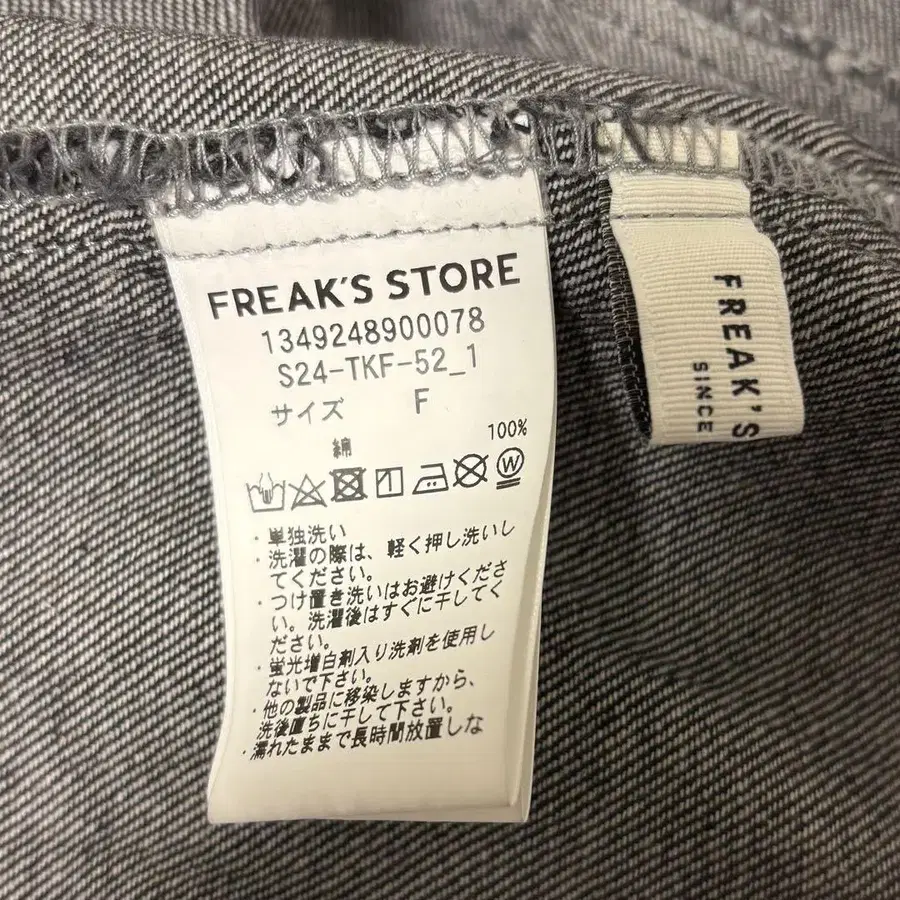 FREAK'S STORE
1349248900078
S24-TKF-52_1
サイズ F
綿 100%
W
・単独洗い
・洗濯の際は、軽く押し洗いし
てください。
・つけ置き洗いはお避けくださ
い。洗濯後はすぐに干してく
ださい。
・蛍光増白剤入り洗剤を使用し
ないで下さい。
・他の製品に移染しますから、
洗後直ちに干して下さい。
・濡れたままで長時間放置しな
FREAK'S
SINCE